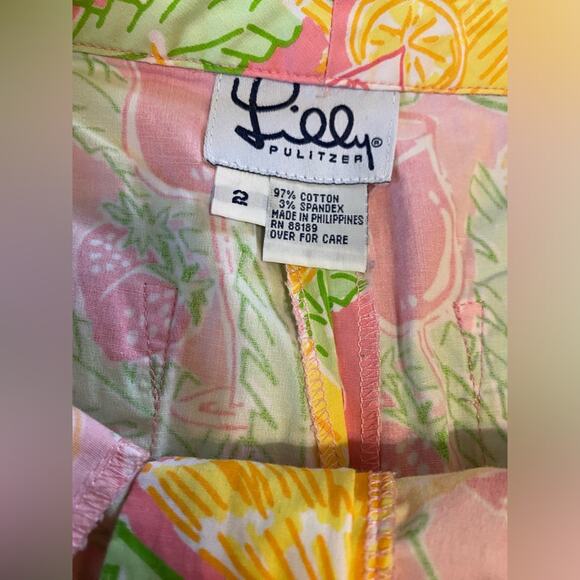 Lilly®
PULITZER
2
97% COTTON
3% SPANDEX
MADE IN PHILIPPINES
RN 88189
OVER FOR CARE